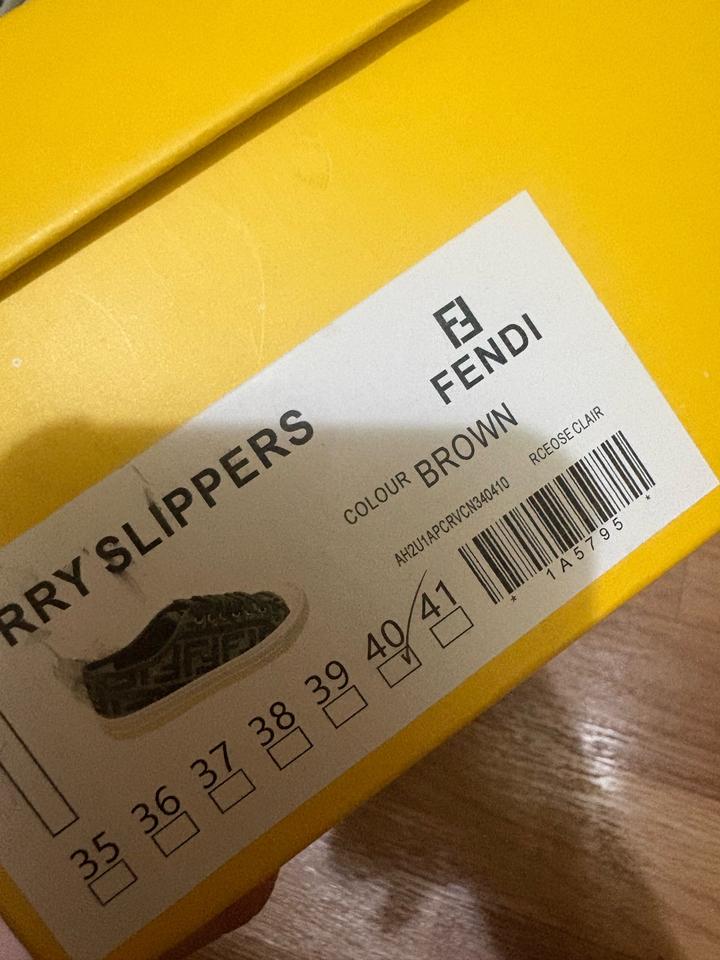 FENDI
RRY SLIPPERS
COLOUR BROWN
AH2U1APCRVCN340410 RCEOSE CLAIR
* 1A5795 *
35 36 37 38 39 40 41